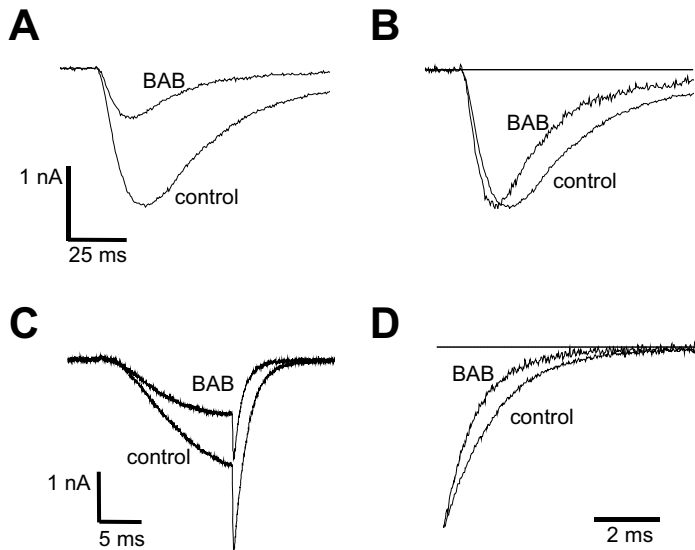 A
BAB
control
1 nA
25 ms
B
BAB
control
C
BAB
control
1 nA
5 ms
D
BAB
control
2 ms